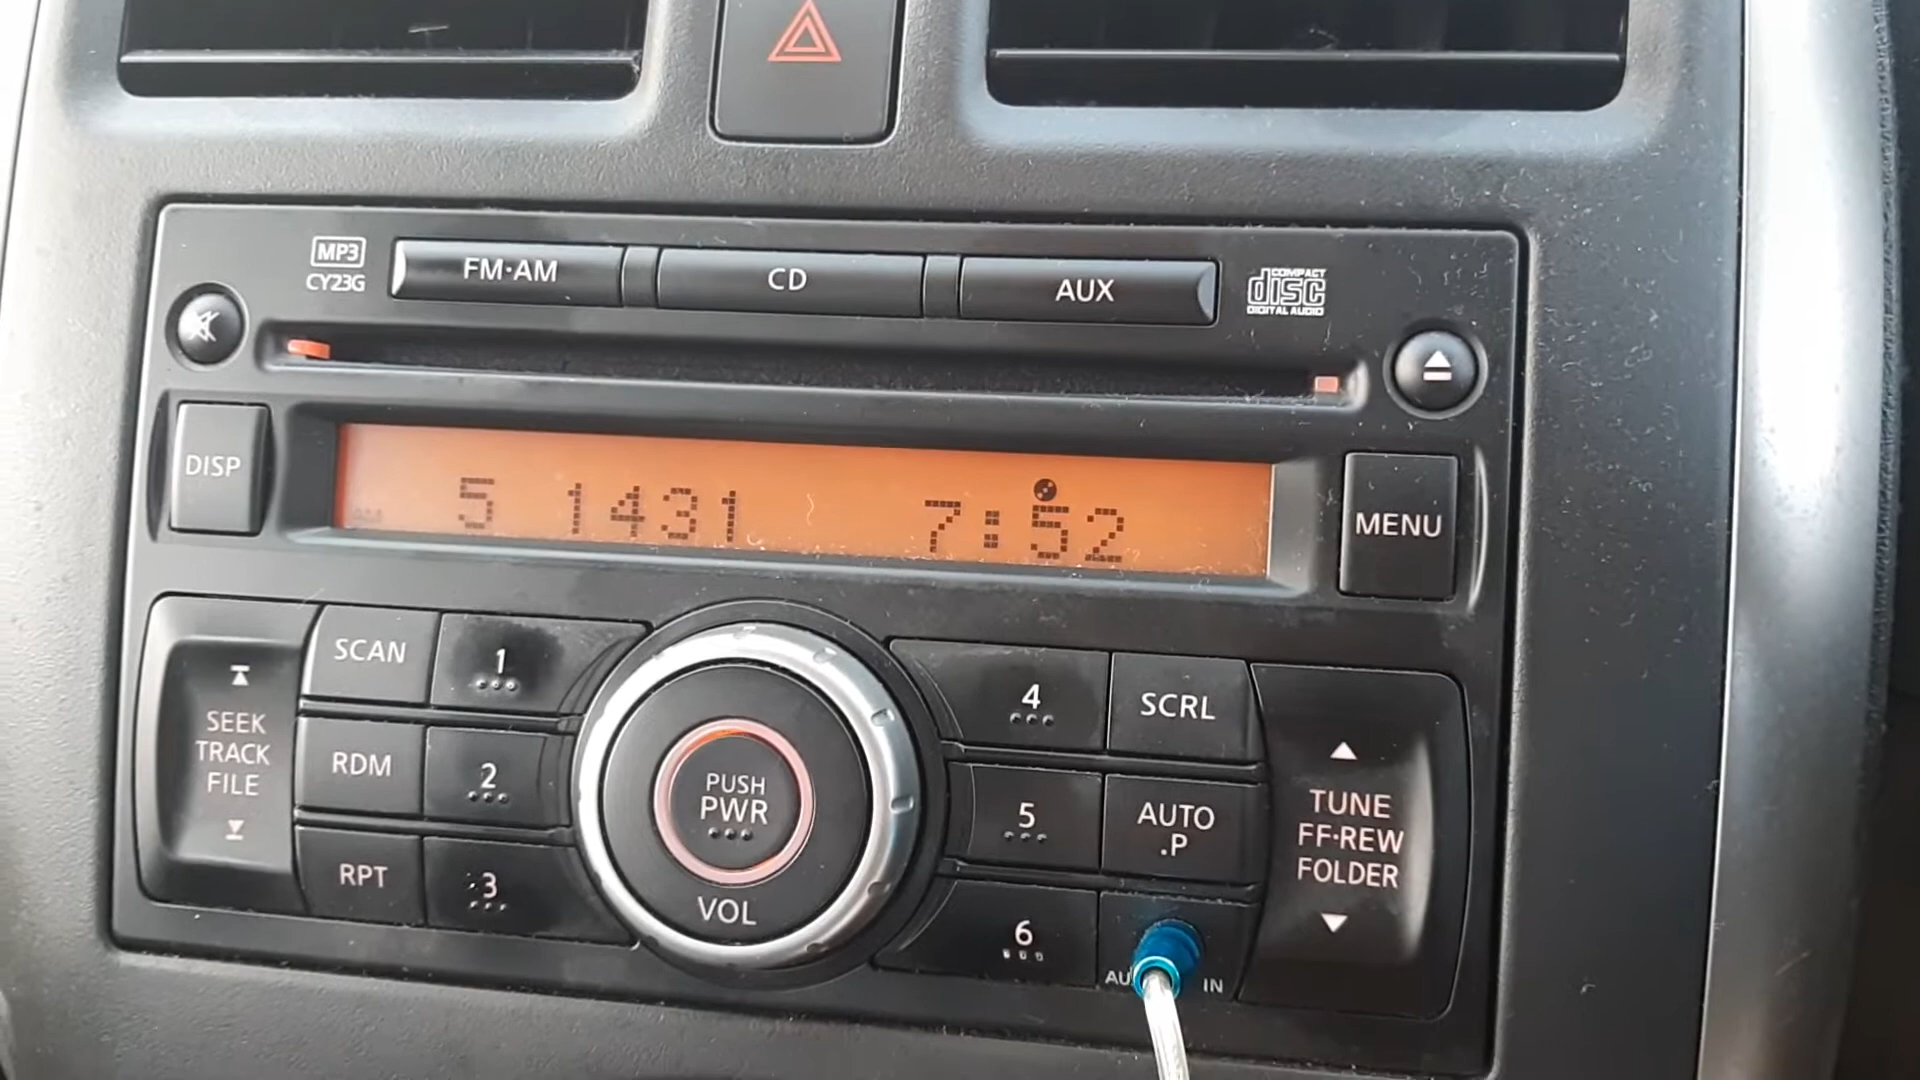 MP3
CY23G
FM·AM
CD
AUX
COMPACT
disc
DIGITAL AUDIO
DISP
5 1431 7:52
MENU
SCAN
1
4
SCRL
SEEK
TRACK
FILE
RDM
2
PUSH
PWR
5
AUTO
.P
TUNE
FF·REW
FOLDER
RPT
3
VOL
6
IN